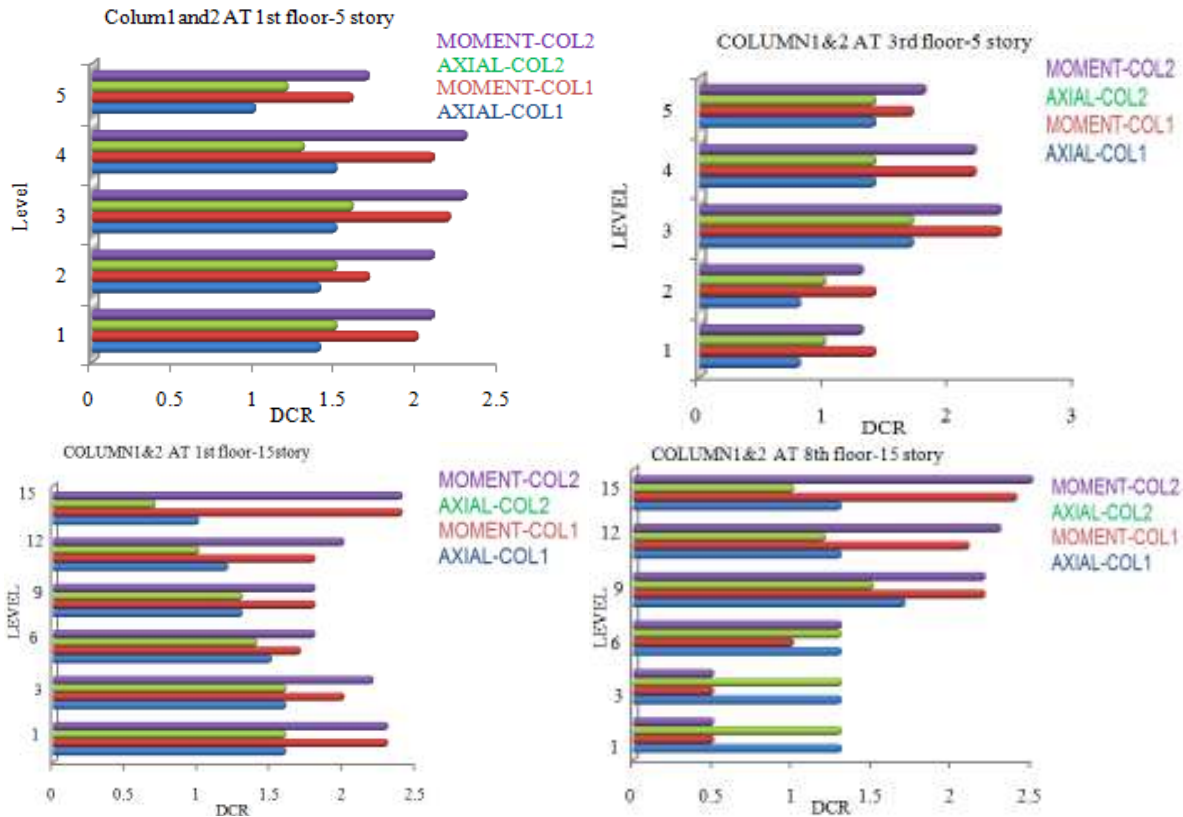 Colum1and2 AT 1st floor-5 story
MOMENT-COL2
AXIAL-COL2
MOMENT-COL1
AXIAL-COL1
Level
5
4
3
2
1
0 0.5 1 1.5 2 2.5
DCR
COLUMN1&2 AT 3rd floor-5 story
MOMENT-COL2
AXIAL-COL2
MOMENT-COL1
AXIAL-COL1
LEVEL
5
4
3
2
1
0 1 2 3
DCR
COLUMN1&2 AT 1st floor-15story
MOMENT-COL2
AXIAL-COL2
MOMENT-COL1
AXIAL-COL1
LEVEL
15
12
9
6
3
1
0 0.5 1 1.5 2 2.5
DCR
COLUMN1&2 AT 8th floor-15 story
MOMENT-COL2
AXIAL-COL2
MOMENT-COL1
AXIAL-COL1
LEVEL
15
12
9
6
3
1
0 0.5 1 1.5 2 2.5
DCR